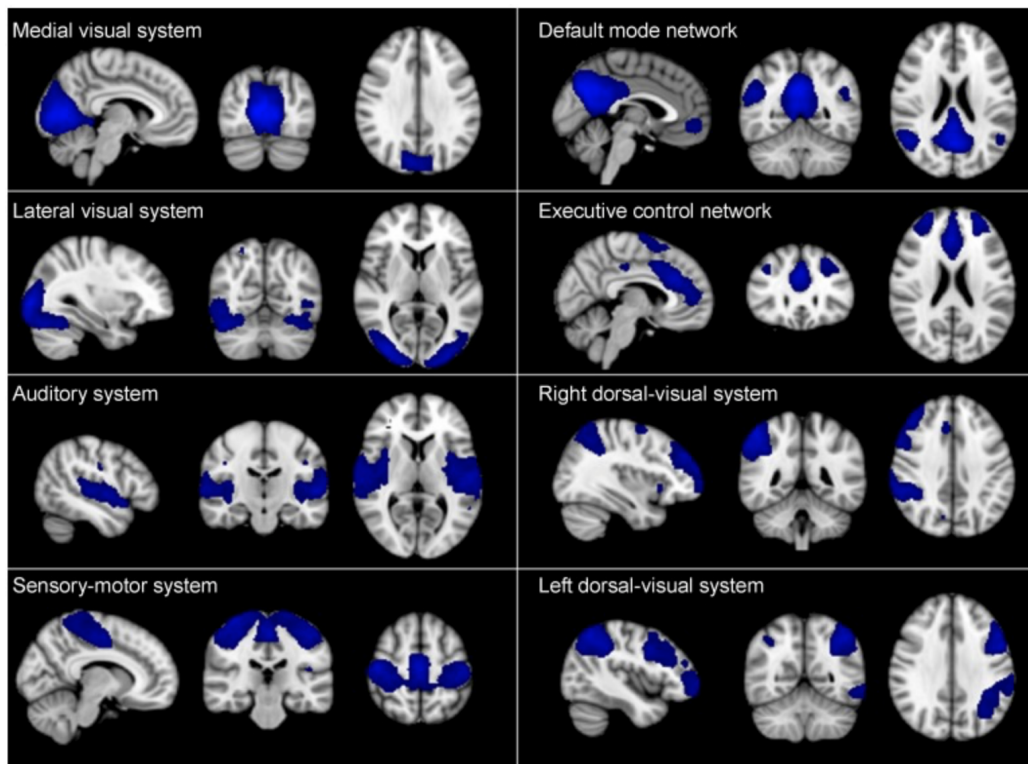 Medial visual system
Default mode network
Lateral visual system
Executive control network
Auditory system
Right dorsal-visual system
Sensory-motor system
Left dorsal-visual system